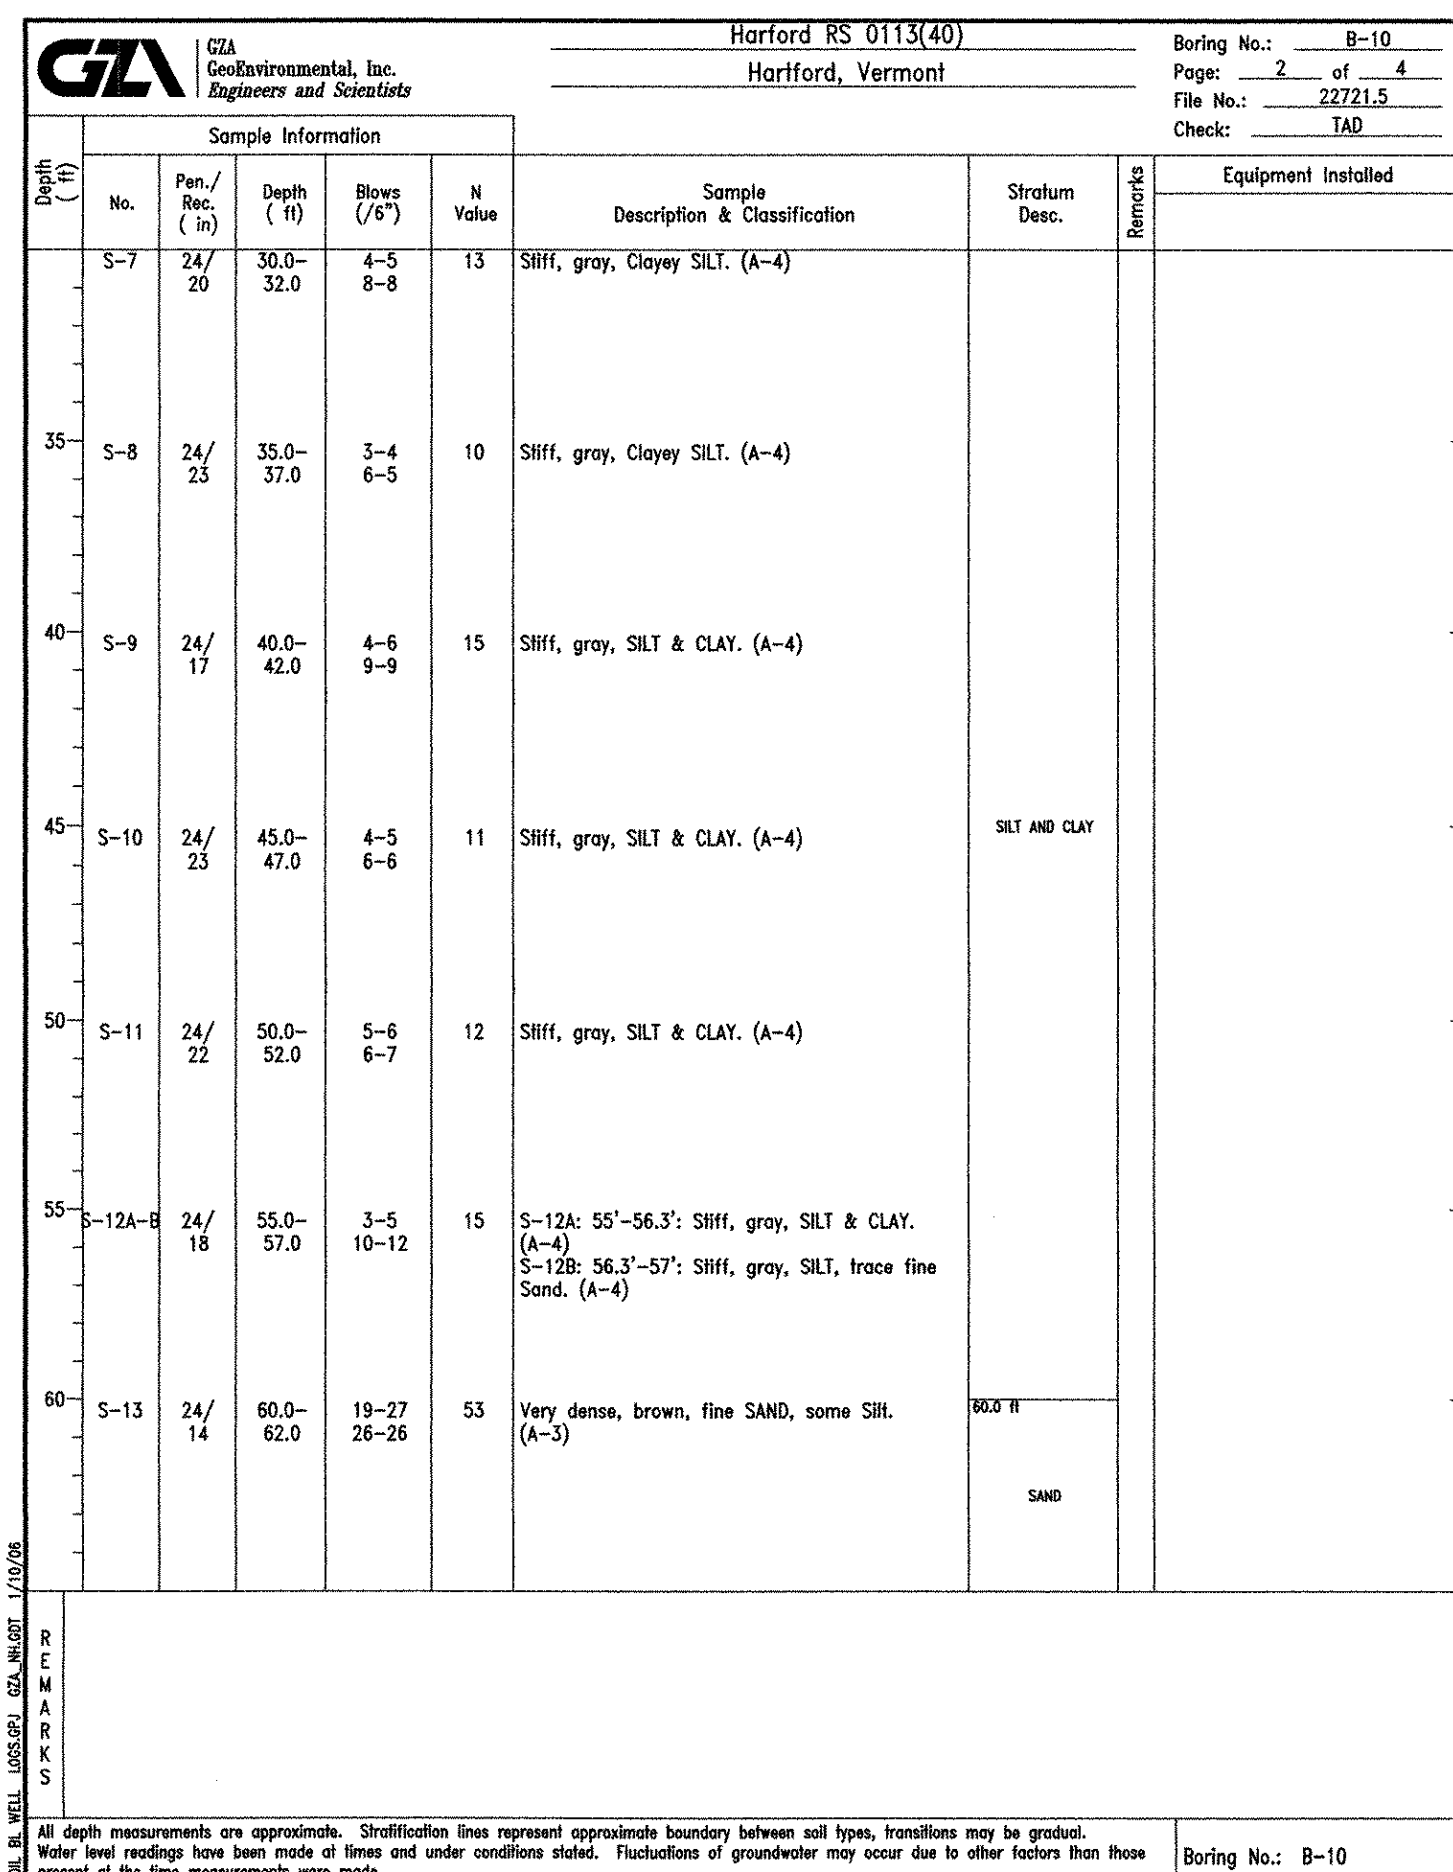 GZA
GZA
GeoEnvironmental, Inc.
Engineers and Scientists
Harford RS 0113(40)
Hartford, Vermont
Boring No.: B-10
Page: 2 of 4
File No.: 22721.5
Check: TAD
Depth ( ft)
Sample Information
No.
Pen./ Rec. ( in)
Depth ( ft)
Blows (/6")
N Value
Sample Description & Classification
Stratum Desc.
Remarks
Equipment Installed
S-7 24/ 30.0- 4-5 13 Stiff, gray, Clayey SILT. (A-4)
20 32.0 8-8
35
S-8 24/ 35.0- 3-4 10 Stiff, gray, Clayey SILT. (A-4)
23 37.0 6-5
40
S-9 24/ 40.0- 4-6 15 Stiff, gray, SILT & CLAY. (A-4)
17 42.0 9-9
45 SILT AND CLAY
S-10 24/ 45.0- 4-5 11 Stiff, gray, SILT & CLAY. (A-4)
23 47.0 6-6
50
S-11 24/ 50.0- 5-6 12 Stiff, gray, SILT & CLAY. (A-4)
22 52.0 6-7
55
S-12A-B 24/ 55.0- 3-5 15 S-12A: 55'-56.3': Stiff, gray, SILT & CLAY.
18 57.0 10-12 (A-4)
S-12B: 56.3'-57': Stiff, gray, SILT, trace fine
Sand. (A-4)
60
S-13 24/ 60.0- 19-27 53 Very dense, brown, fine SAND, some Silt. 60.0 ft
14 62.0 26-26 (A-3)
SAND
REMARKS
WELL LOGS.GPJ GZA_NH.GDT 1/10/06
All depth measurements are approximate. Stratification lines represent approximate boundary between soil types, transitions may be gradual.
Water level readings have been made at times and under conditions stated. Fluctuations of groundwater may occur due to other factors than those
present at the time measurements were made.
Boring No.: B-10